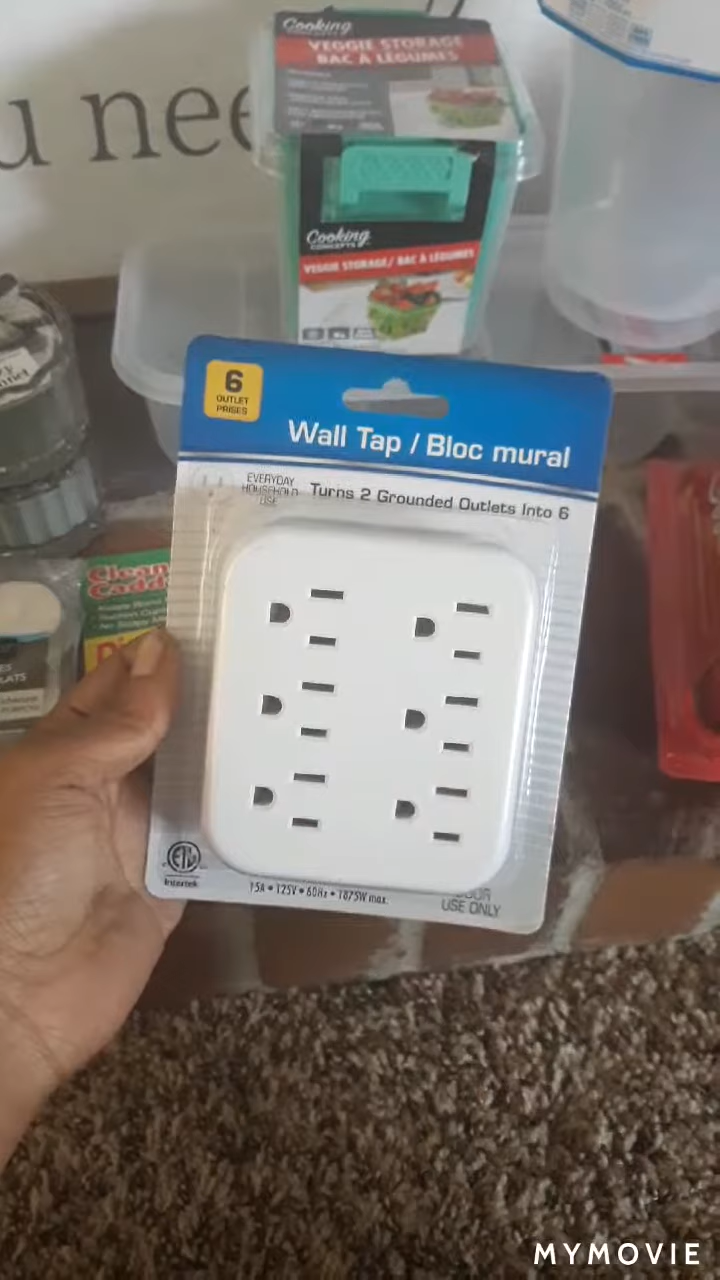 Cooking
VEGGIE STORAGE
BAC À LÉGUMES
u nee
Cooking
CONCEPTS
VEGGIE STORAGE/ BAC À LÉGUMES
6
OUTLET
PRISES
Wall Tap / Bloc mural
EVERYDAY
HOUSEHOLD
USE
Turns 2 Grounded Outlets Into 6
Clean
Cadd
ETL
Intertek
15A • 125V • 60Hz • 1875W max.
USE ONLY
MYMOVIE